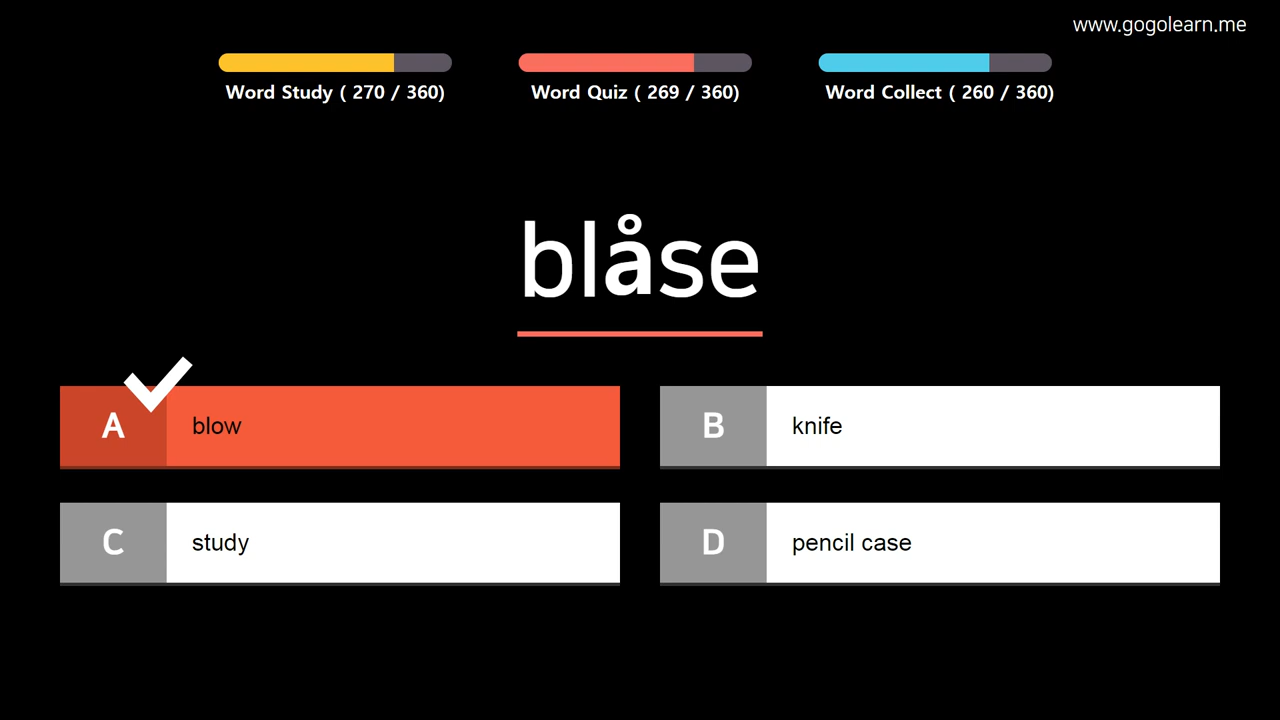 www.gogolearn.me
Word Study ( 270 / 360)
Word Quiz ( 269 / 360)
Word Collect ( 260 / 360)
blåse
A blow
B knife
C study
D pencil case